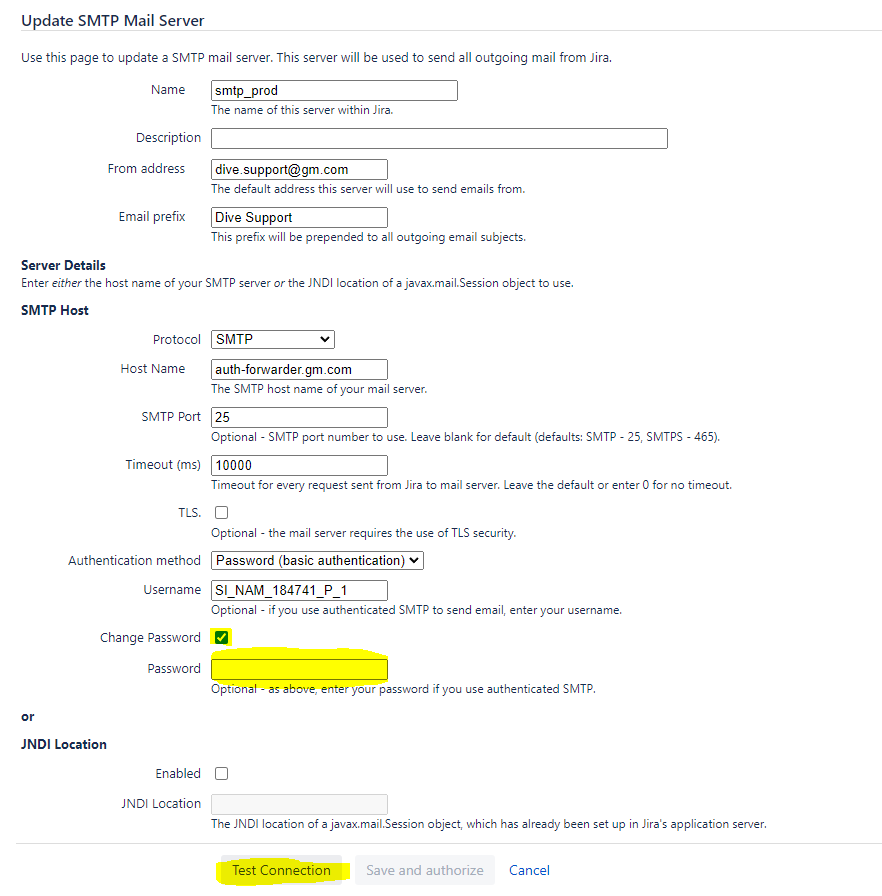 Update SMTP Mail Server
Use this page to update a SMTP mail server. This server will be used to send all outgoing mail from Jira.
Name smtp_prod
The name of this server within Jira.
Description
From address dive.support@gm.com
The default address this server will use to send emails from.
Email prefix Dive Support
This prefix will be prepended to all outgoing email subjects.
Server Details
Enter either the host name of your SMTP server or the JNDI location of a javax.mail.Session object to use.
SMTP Host
Protocol SMTP
Host Name auth-forwarder.gm.com
The SMTP host name of your mail server.
SMTP Port 25
Optional - SMTP port number to use. Leave blank for default (defaults: SMTP - 25, SMTPS - 465).
Timeout (ms) 10000
Timeout for every request sent from Jira to mail server. Leave the default or enter 0 for no timeout.
TLS.
Optional - the mail server requires the use of TLS security.
Authentication method Password (basic authentication)
Username SI_NAM_184741_P_1
Optional - if you use authenticated SMTP to send email, enter your username.
Change Password
Password
Optional - as above, enter your password if you use authenticated SMTP.
or
JNDI Location
Enabled
JNDI Location
The JNDI location of a javax.mail.Session object, which has already been set up in Jira's application server.
Test Connection Save and authorize Cancel